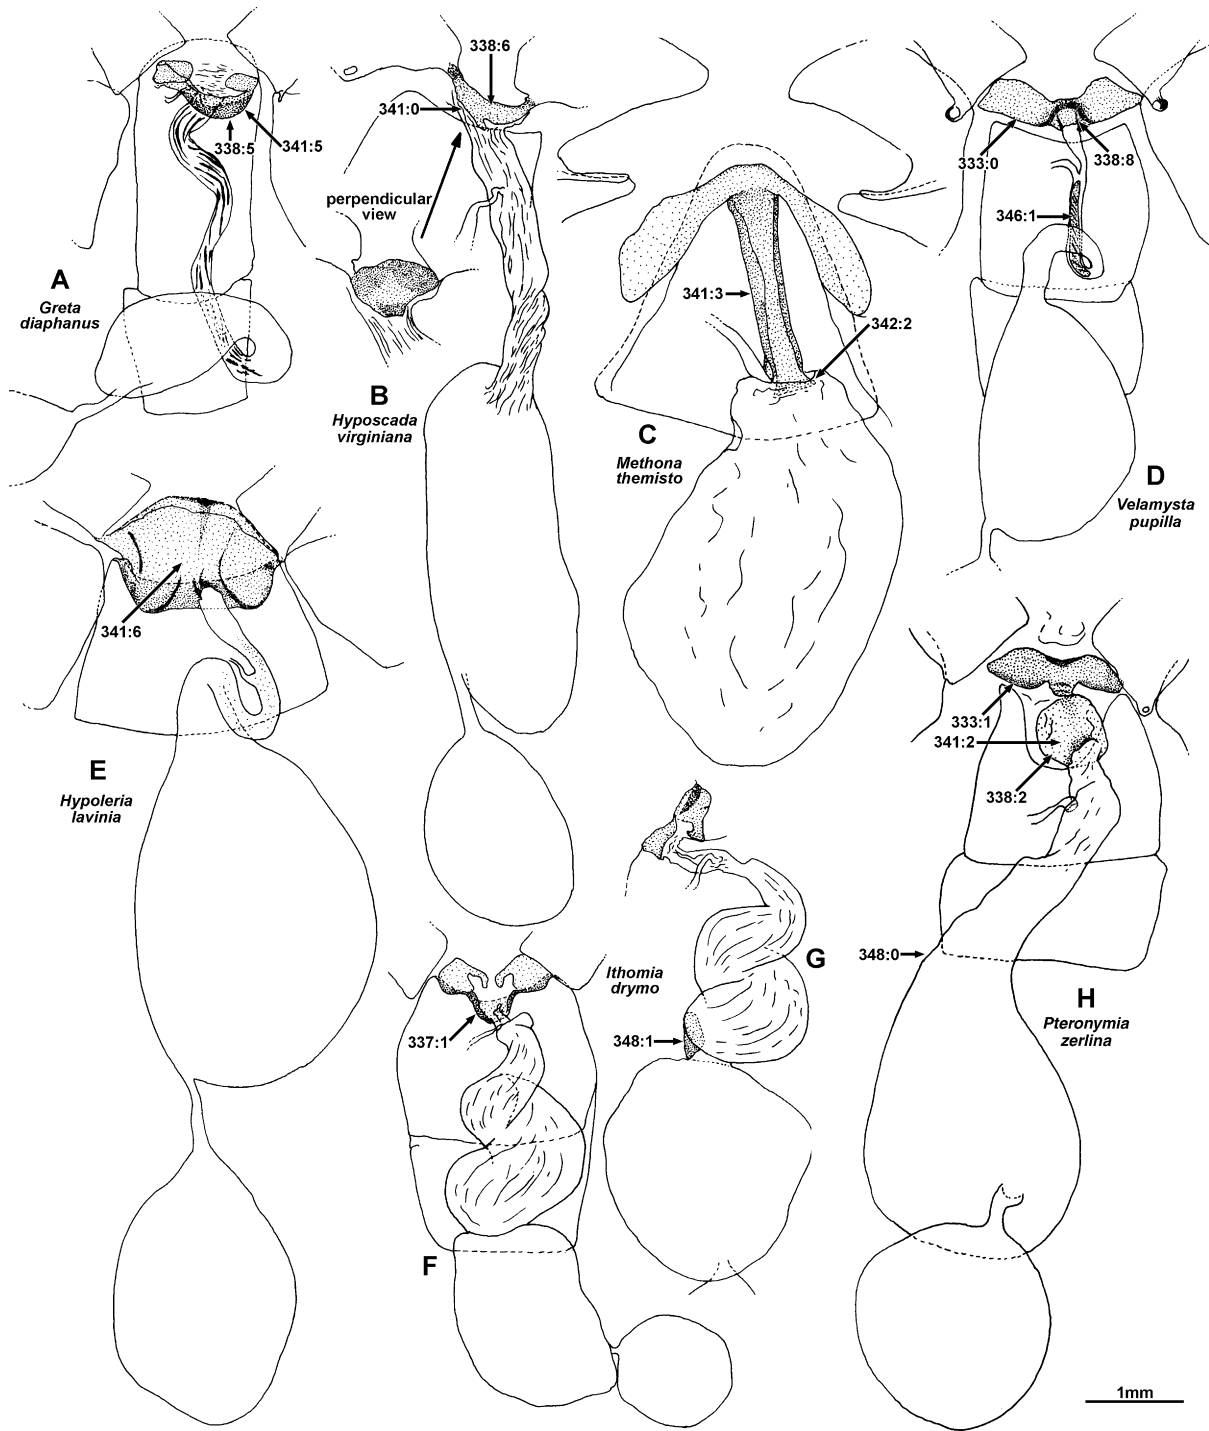 338:5
341:5
A
Greta
diaphanus
338:6
341:0
perpendicular
view
B
Hyposcada
virginiana
341:3
342:2
C
Methona
themisto
333:0
338:8
346:1
D
Velamysta
pupilla
341:6
E
Hypoleria
lavinia
337:1
F
Ithomia
drymo
G
348:1
333:1
341:2
338:2
348:0
H
Pteronymia
zerlina
1mm